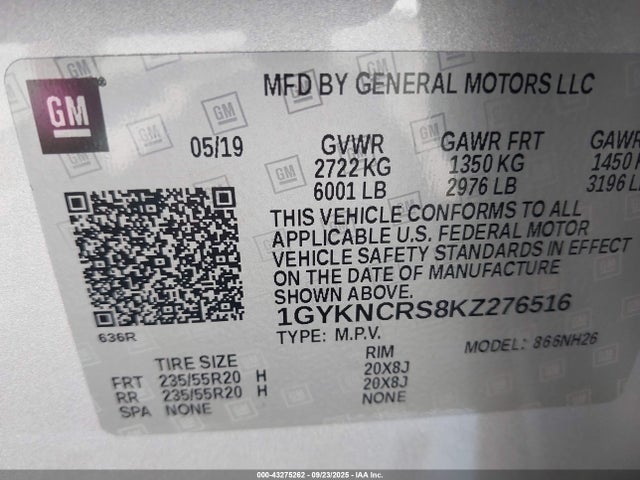 GM
MFD BY GENERAL MOTORS LLC
05/19 GVWR GAWR FRT GAWR
2722 KG 1350 KG 1450
6001 LB 2976 LB 3196
THIS VEHICLE CONFORMS TO ALL
APPLICABLE U.S. FEDERAL MOTOR
VEHICLE SAFETY STANDARDS IN EFFECT
ON THE DATE OF MANUFACTURE
SHOWN ABOVE.
1GYKNCRS8KZ276516
636R TYPE: M.P.V. MODEL: 866NH26
TIRE SIZE RIM
FRT 235/55R20 H 20X8J
RR 235/55R20 H 20X8J
SPA NONE NONE
000-43275262 - 09/23/2025 - IAA Inc.